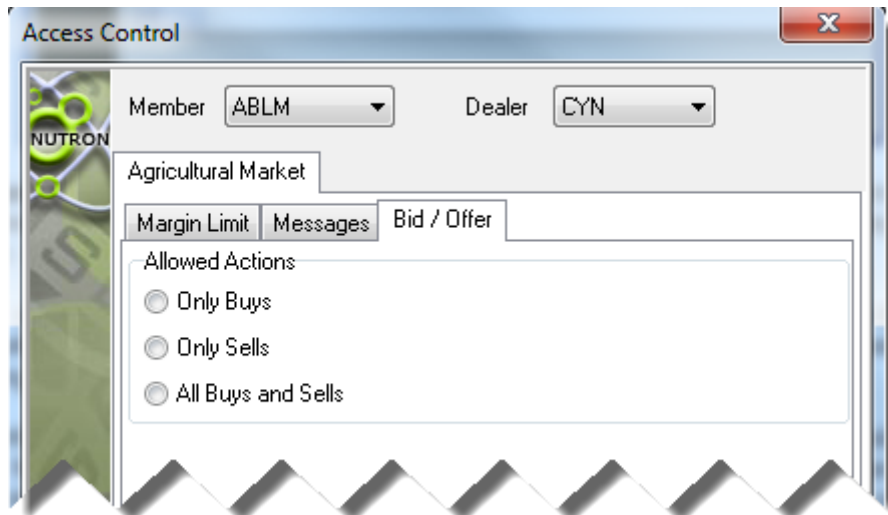 Access Control
Member ABLM Dealer CYN
NUTRON
Agricultural Market
Margin Limit Messages Bid / Offer
Allowed Actions
Only Buys
Only Sells
All Buys and Sells